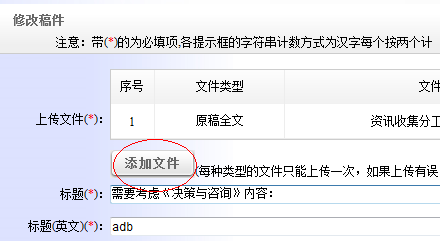 修改稿件
注意：带(*)的为必填项,各提示框的字符串计数方式为汉字每个按两个计
序号 文件类型 文件
上传文件(*): 1 原稿全文 资讯收集分工
添加文件 (每种类型的文件只能上传一次，如果上传有误
标题(*): 需要考虑《决策与咨询》内容：
标题(英文)(*): adb